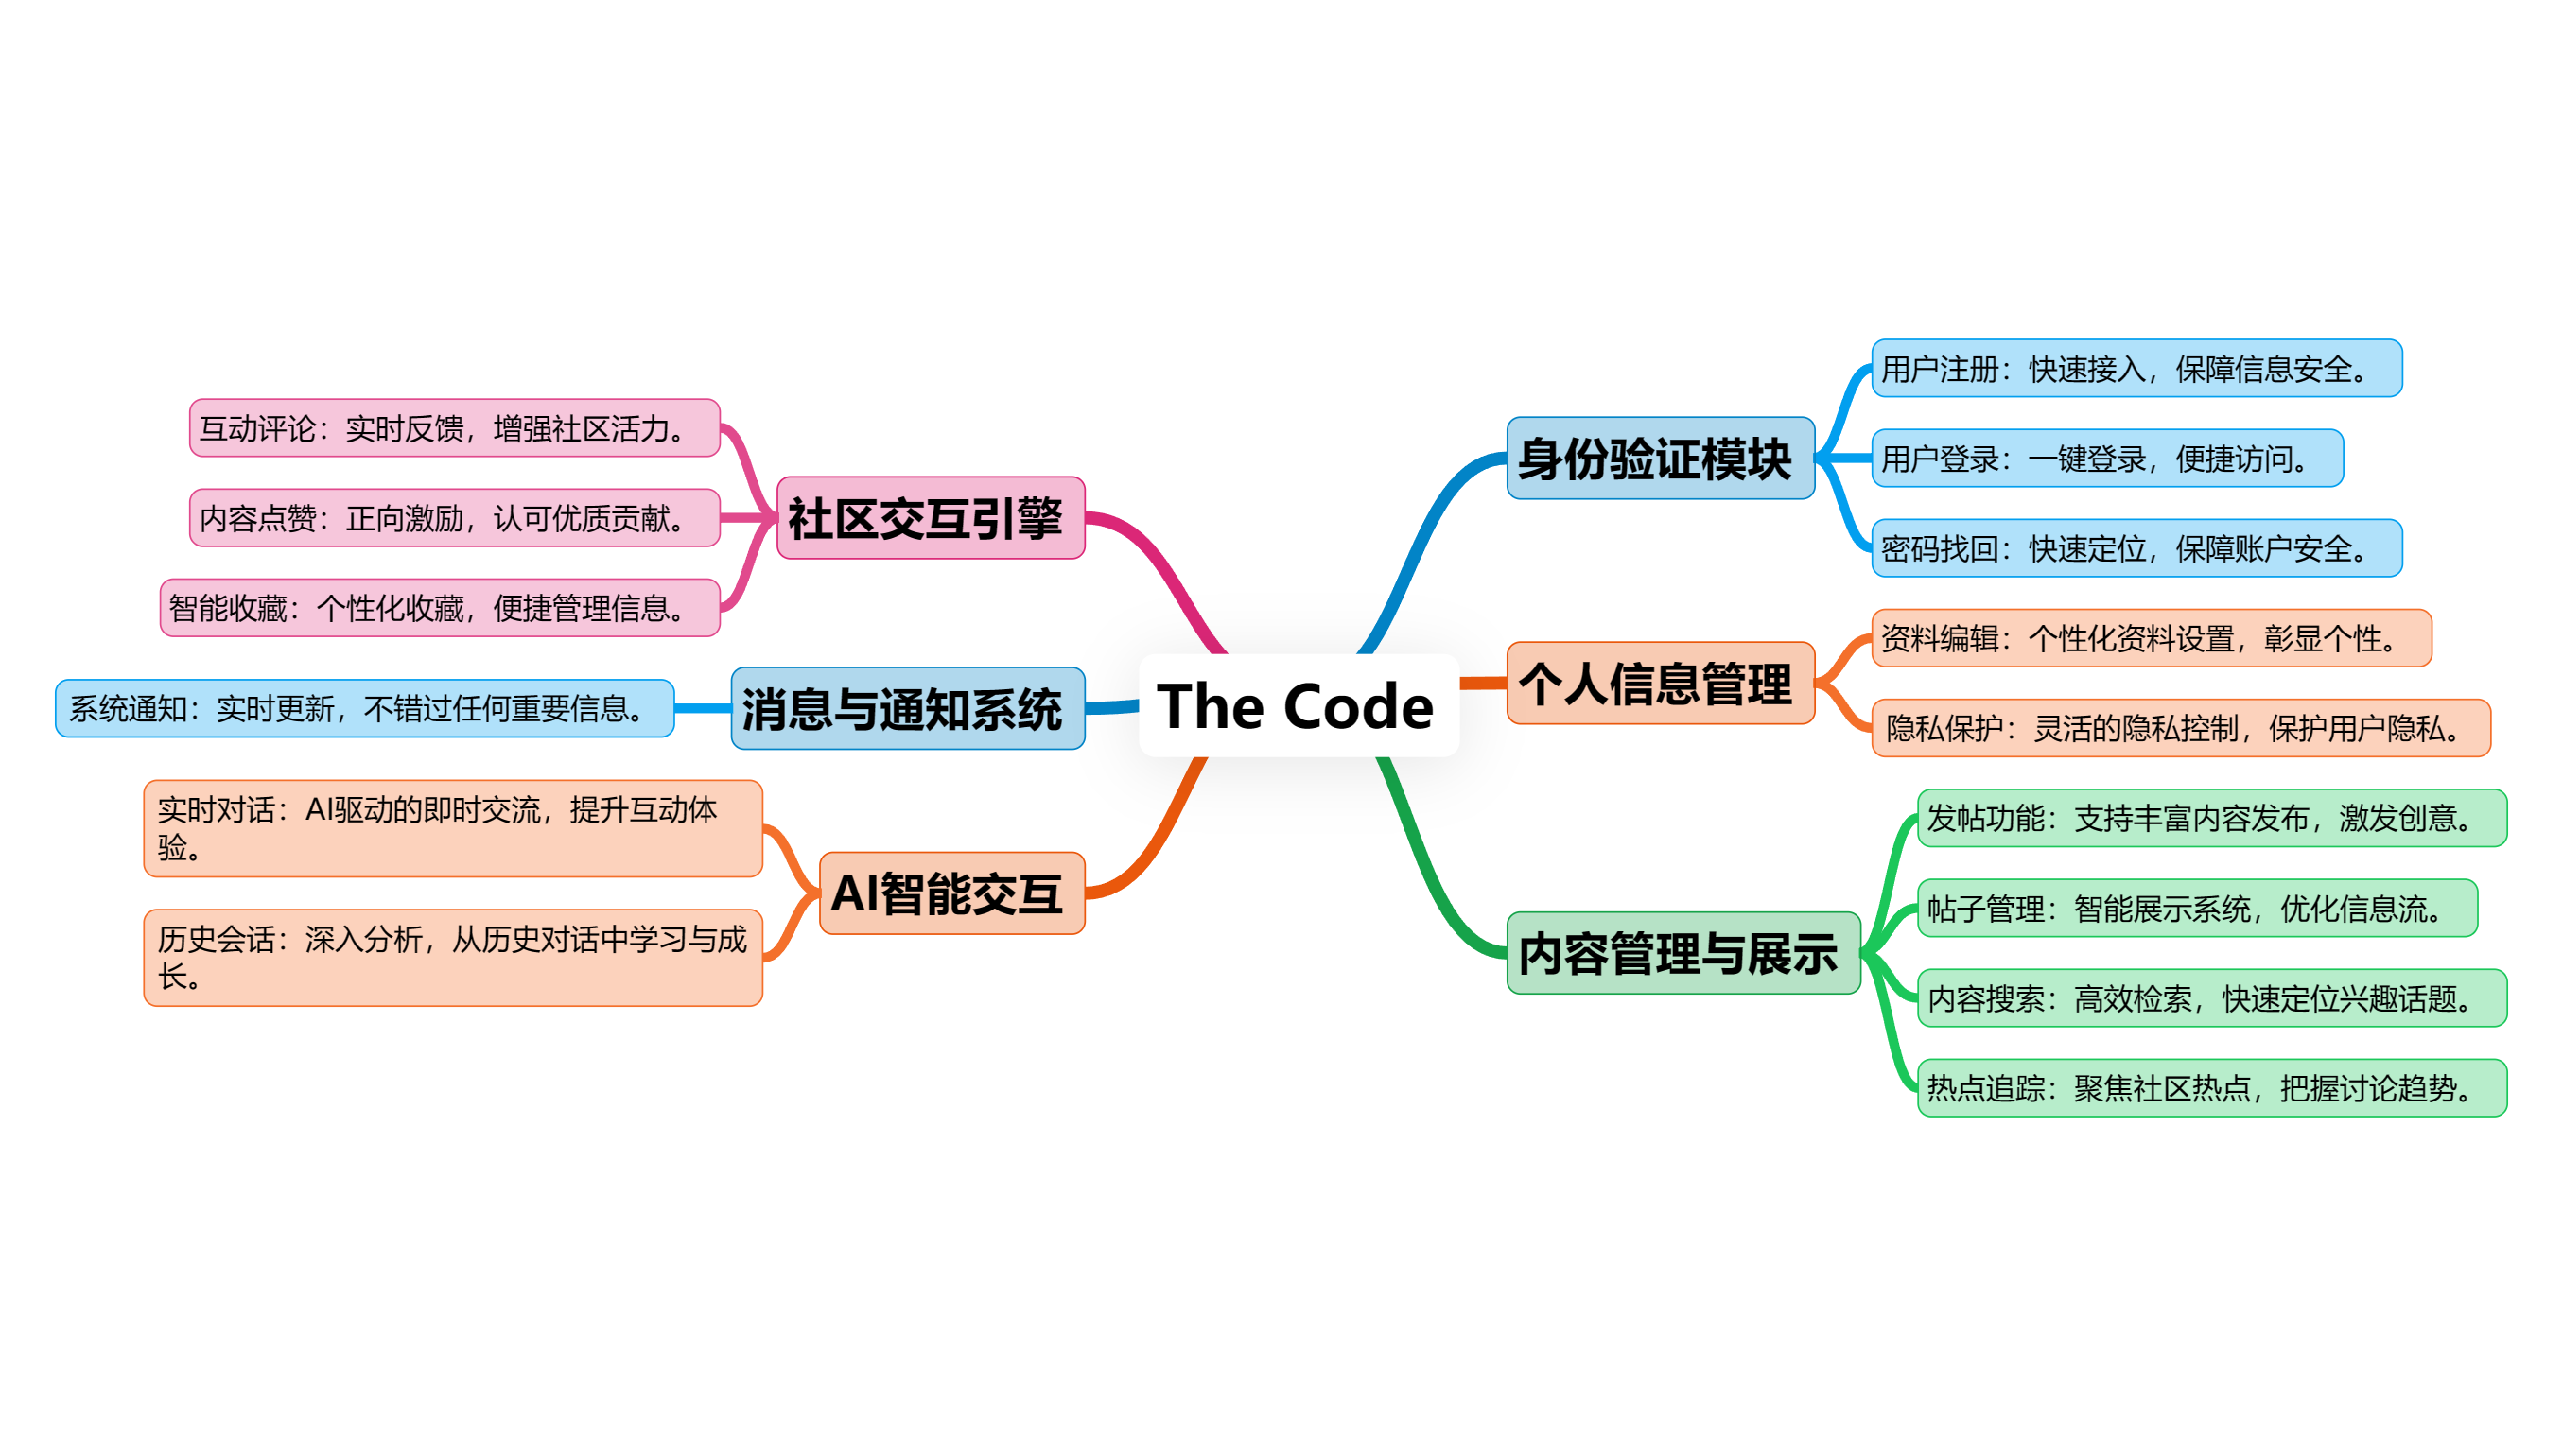 The Code
身份验证模块
用户注册：快速接入，保障信息安全。
用户登录：一键登录，便捷访问。
密码找回：快速定位，保障账户安全。
个人信息管理
资料编辑：个性化资料设置，彰显个性。
隐私保护：灵活的隐私控制，保护用户隐私。
内容管理与展示
发帖功能：支持丰富内容发布，激发创意。
帖子管理：智能展示系统，优化信息流。
内容搜索：高效检索，快速定位兴趣话题。
热点追踪：聚焦社区热点，把握讨论趋势。
社区交互引擎
互动评论：实时反馈，增强社区活力。
内容点赞：正向激励，认可优质贡献。
智能收藏：个性化收藏，便捷管理信息。
消息与通知系统
系统通知：实时更新，不错过任何重要信息。
AI智能交互
实时对话：AI驱动的即时交流，提升互动体
验。
历史会话：深入分析，从历史对话中学习与成
长。